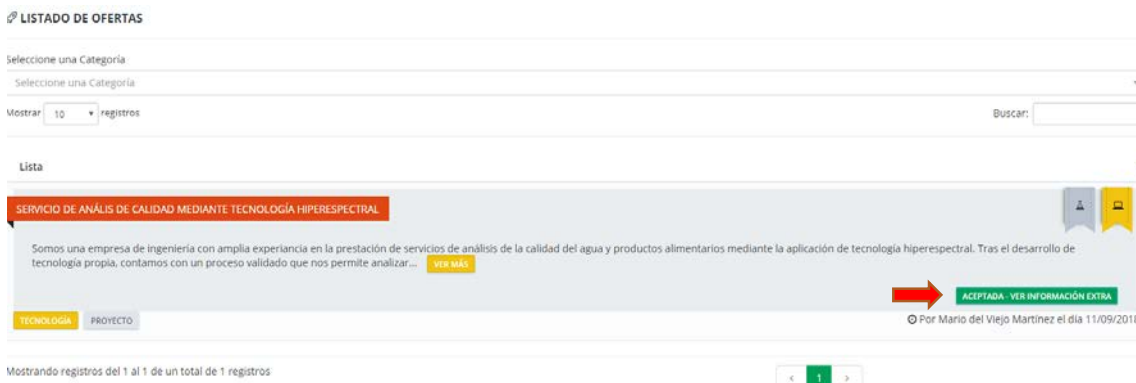 LISTADO DE OFERTAS
Seleccione una Categoría
Seleccione una Categoría
Mostrar 10 registros
Buscar:
Lista
SERVICIO DE ANÁLIS DE CALIDAD MEDIANTE TECNOLOGÍA HIPERESPECTRAL
Somos una empresa de ingeniería con amplia experiancia en la prestación de servicios de análisis de la calidad del agua y productos alimentarios mediante la aplicación de tecnología hiperespectral. Tras el desarrollo de
tecnología propia, contamos con un proceso validado que nos permite analizar... VER MÁS
ACEPTADA - VER INFORMACIÓN EXTRA
TECNOLOGÍA PROYECTO
Por Mario del Viejo Martínez el día 11/09/2018
Mostrando registros del 1 al 1 de un total de 1 registros
< 1 >